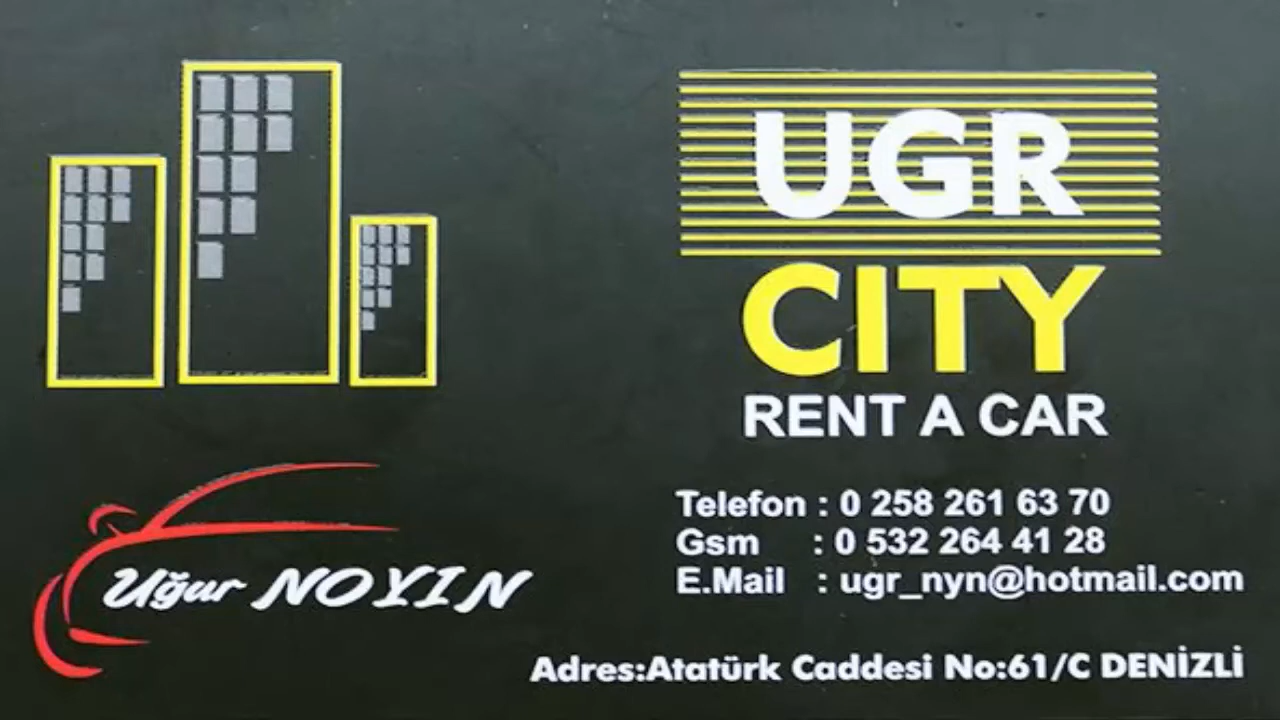 UGR
CITY
RENT A CAR
Uğur NOYIN
Telefon : 0 258 261 63 70
Gsm : 0 532 264 41 28
E.Mail : ugr_nyn@hotmail.com
Adres:Atatürk Caddesi No:61/C DENİZLİ